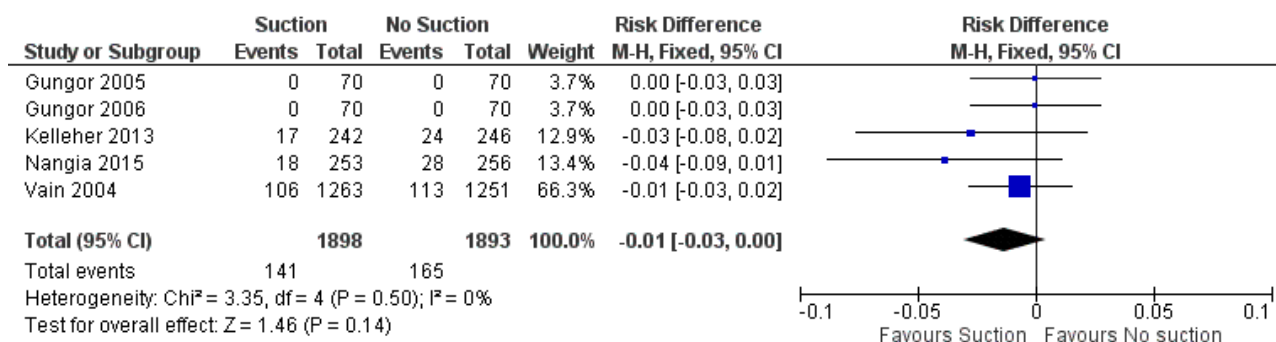 Suction No Suction Risk Difference Risk Difference
Study or Subgroup Events Total Events Total Weight M-H, Fixed, 95% CI M-H, Fixed, 95% CI
Gungor 2005 0 70 0 70 3.7% 0.00 [-0.03, 0.03]
Gungor 2006 0 70 0 70 3.7% 0.00 [-0.03, 0.03]
Kelleher 2013 17 242 24 246 12.9% -0.03 [-0.08, 0.02]
Nangia 2015 18 253 28 256 13.4% -0.04 [-0.09, 0.01]
Vain 2004 106 1263 113 1251 66.3% -0.01 [-0.03, 0.02]
Total (95% CI) 1898 1893 100.0% -0.01 [-0.03, 0.00]
Total events 141 165
Heterogeneity: Chi² = 3.35, df = 4 (P = 0.50); I² = 0%
Test for overall effect: Z = 1.46 (P = 0.14)
-0.1 -0.05 0 0.05 0.1
Favours Suction Favours No suction